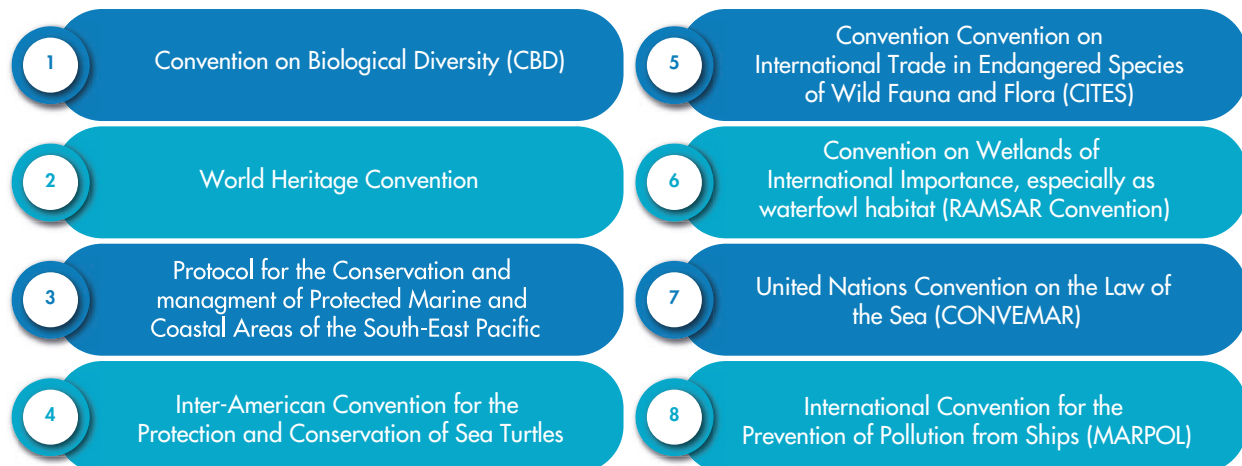 1
Convention on Biological Diversity (CBD)
2
World Heritage Convention
3
Protocol for the Conservation and
managment of Protected Marine and
Coastal Areas of the South-East Pacific
4
Inter-American Convention for the
Protection and Conservation of Sea Turtles
5
Convention Convention on
International Trade in Endangered Species
of Wild Fauna and Flora (CITES)
6
Convention on Wetlands of
International Importance, especially as
waterfowl habitat (RAMSAR Convention)
7
United Nations Convention on the Law of
the Sea (CONVEMAR)
8
International Convention for the
Prevention of Pollution from Ships (MARPOL)